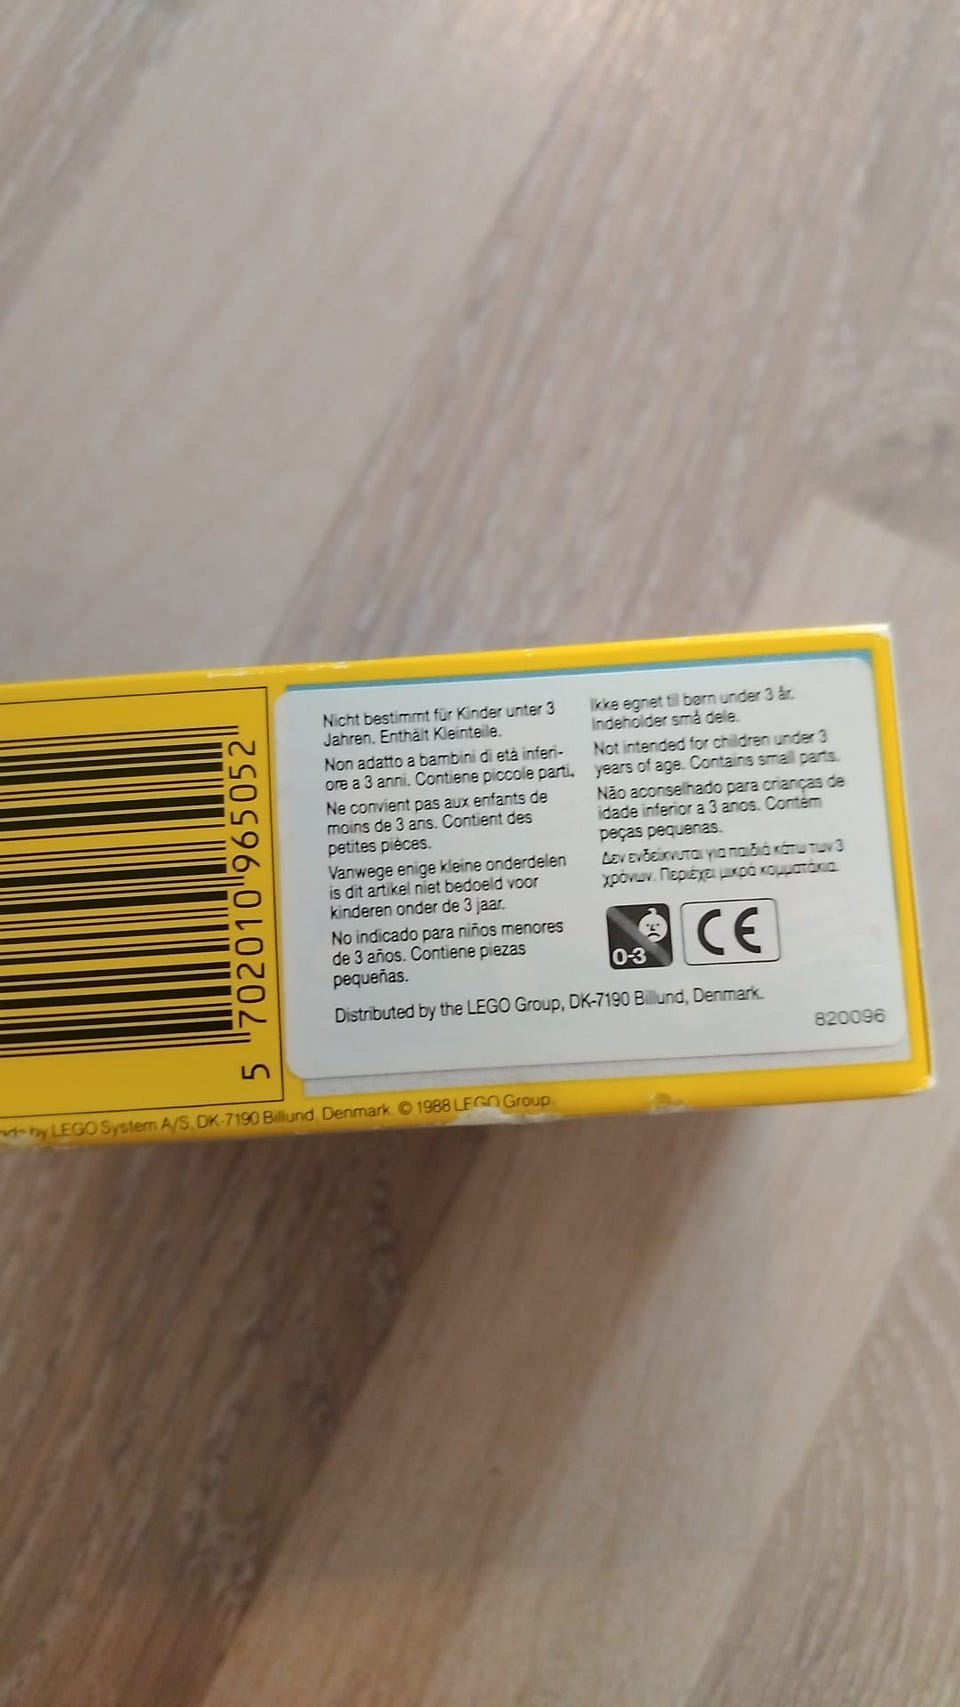 5 702010 965052
Nicht bestimmt für Kinder unter 3
Jahren. Enthält Kleinteile.
Non adatto a bambini di età inferi-
ore a 3 anni. Contiene piccole parti.
Ne convient pas aux enfants de
moins de 3 ans. Contient des
petites pièces.
Vanwege enige kleine onderdelen
is dit artikel niet bedoeld voor
kinderen onder de 3 jaar.
No indicado para niños menores
de 3 años. Contiene piezas
pequeñas.
Ikke egnet til børn under 3 år.
Indeholder små dele.
Not intended for children under 3
years of age. Contains small parts.
Não aconselhado para crianças de
idade inferior a 3 anos. Contém
peças pequenas.
Δεν ενδείκνυται για παιδιά κάτω των 3
χρόνων. Περιέχει μικρά κομματάκια.
0-3
CE
Distributed by the LEGO Group, DK-7190 Billund, Denmark.
820096
by LEGO System A/S, DK-7190 Billund, Denmark. © 1988 LEGO Group.